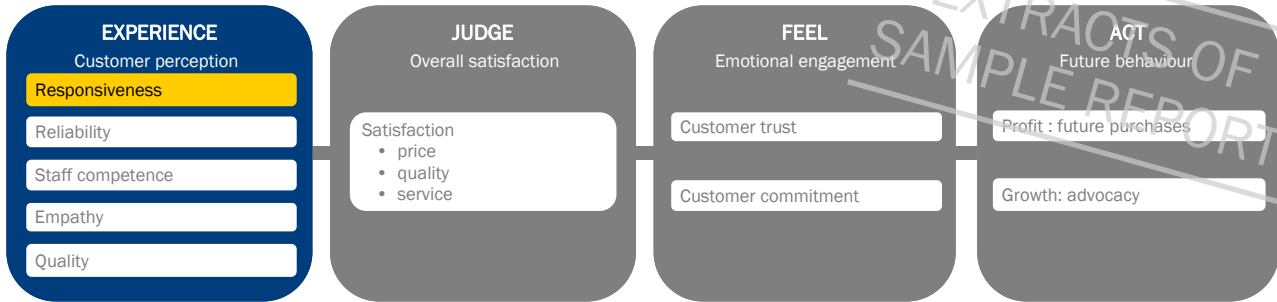 EXPERIENCE
Customer perception
Responsiveness
Reliability
Staff competence
Empathy
Quality
JUDGE
Overall satisfaction
Satisfaction
• price
• quality
• service
FEEL
Emotional engagement
Customer trust
Customer commitment
ACT
Future behaviour
Profit : future purchases
Growth: advocacy
EXTRACTS OF
SAMPLE REPORT